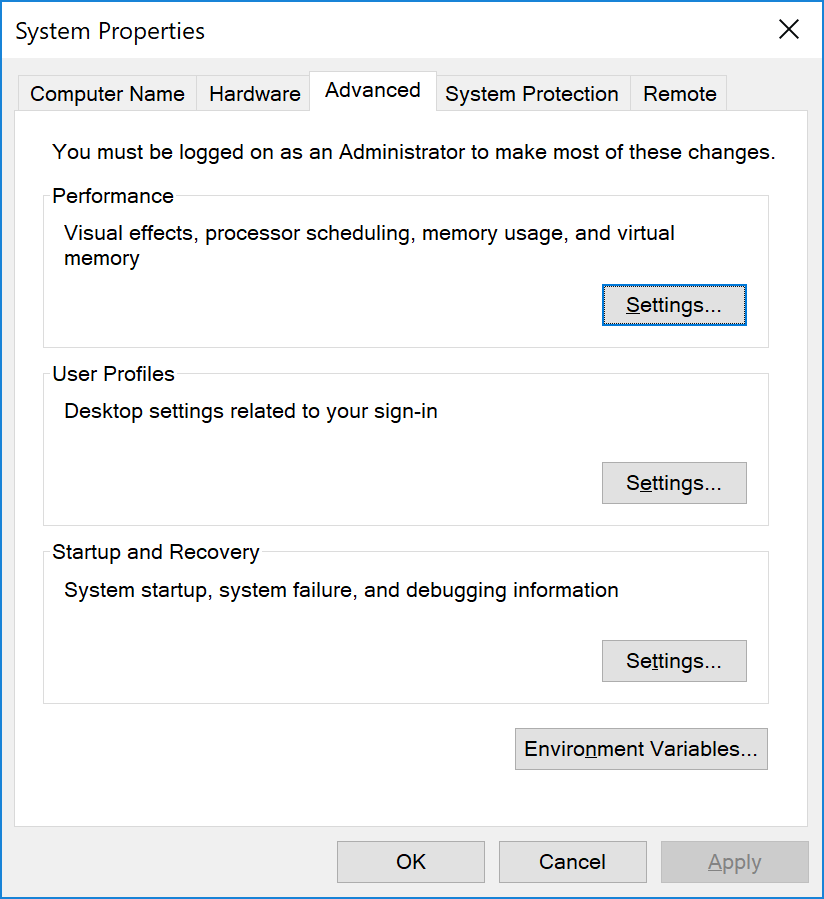 System Properties
Computer Name Hardware Advanced System Protection Remote
You must be logged on as an Administrator to make most of these changes.
Performance
Visual effects, processor scheduling, memory usage, and virtual
memory
Settings...
User Profiles
Desktop settings related to your sign-in
Settings...
Startup and Recovery
System startup, system failure, and debugging information
Settings...
Environment Variables...
OK Cancel Apply